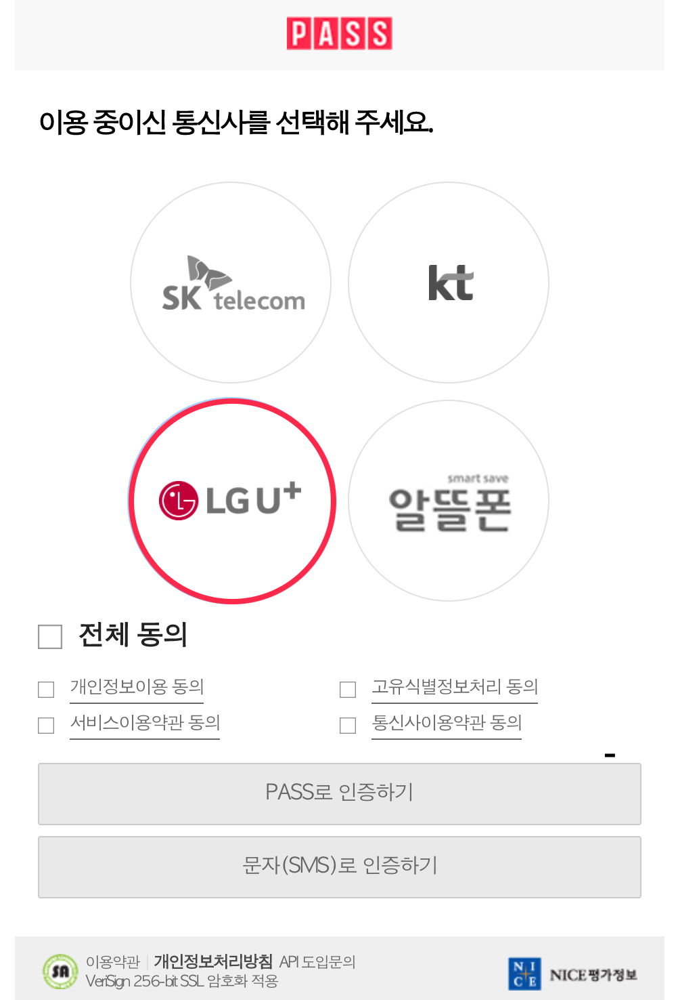 PASS
이용 중이신 통신사를 선택해 주세요.
SK telecom
kt
LG U+
smart save
알뜰폰
전체 동의
개인정보이용 동의
고유식별정보처리 동의
서비스이용약관 동의
통신사이용약관 동의
PASS로 인증하기
문자(SMS)로 인증하기
SA
이용약관 | 개인정보처리방침 API 도입문의
VeriSign 256-bit SSL 암호화 적용
NICE NICE평가정보